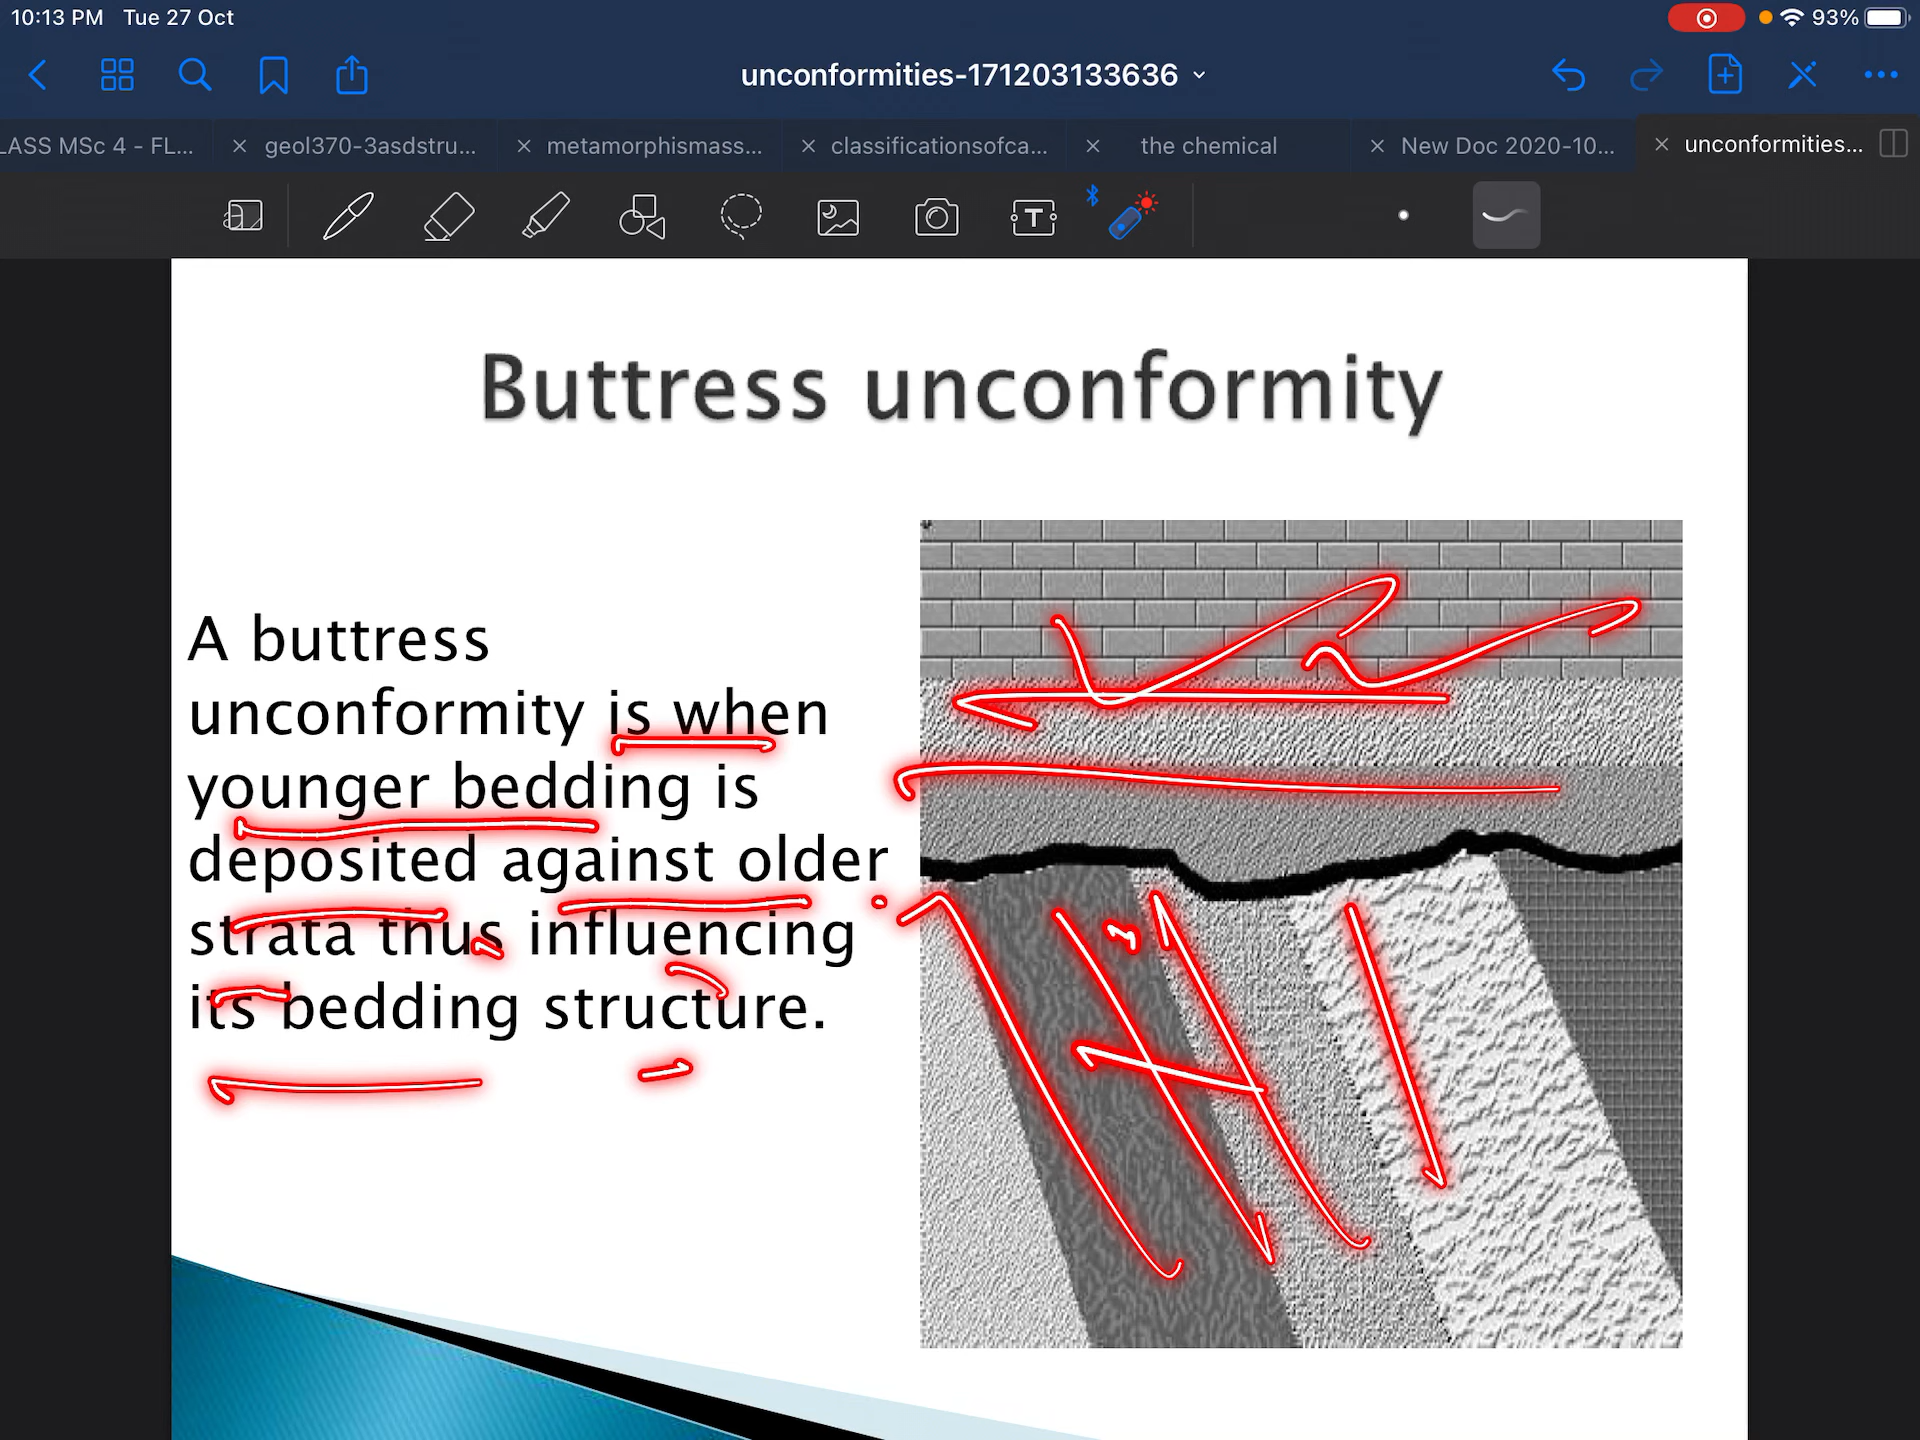 10:13 PM Tue 27 Oct
93%
unconformities-171203133636
LASS MSc 4 - FL...
geol370-3asdstru...
metamorphismass...
classificationsofca...
the chemical
New Doc 2020-10...
unconformities...
Buttress unconformity
A buttress
unconformity is when
younger bedding is
deposited against older
strata thus influencing
its bedding structure.